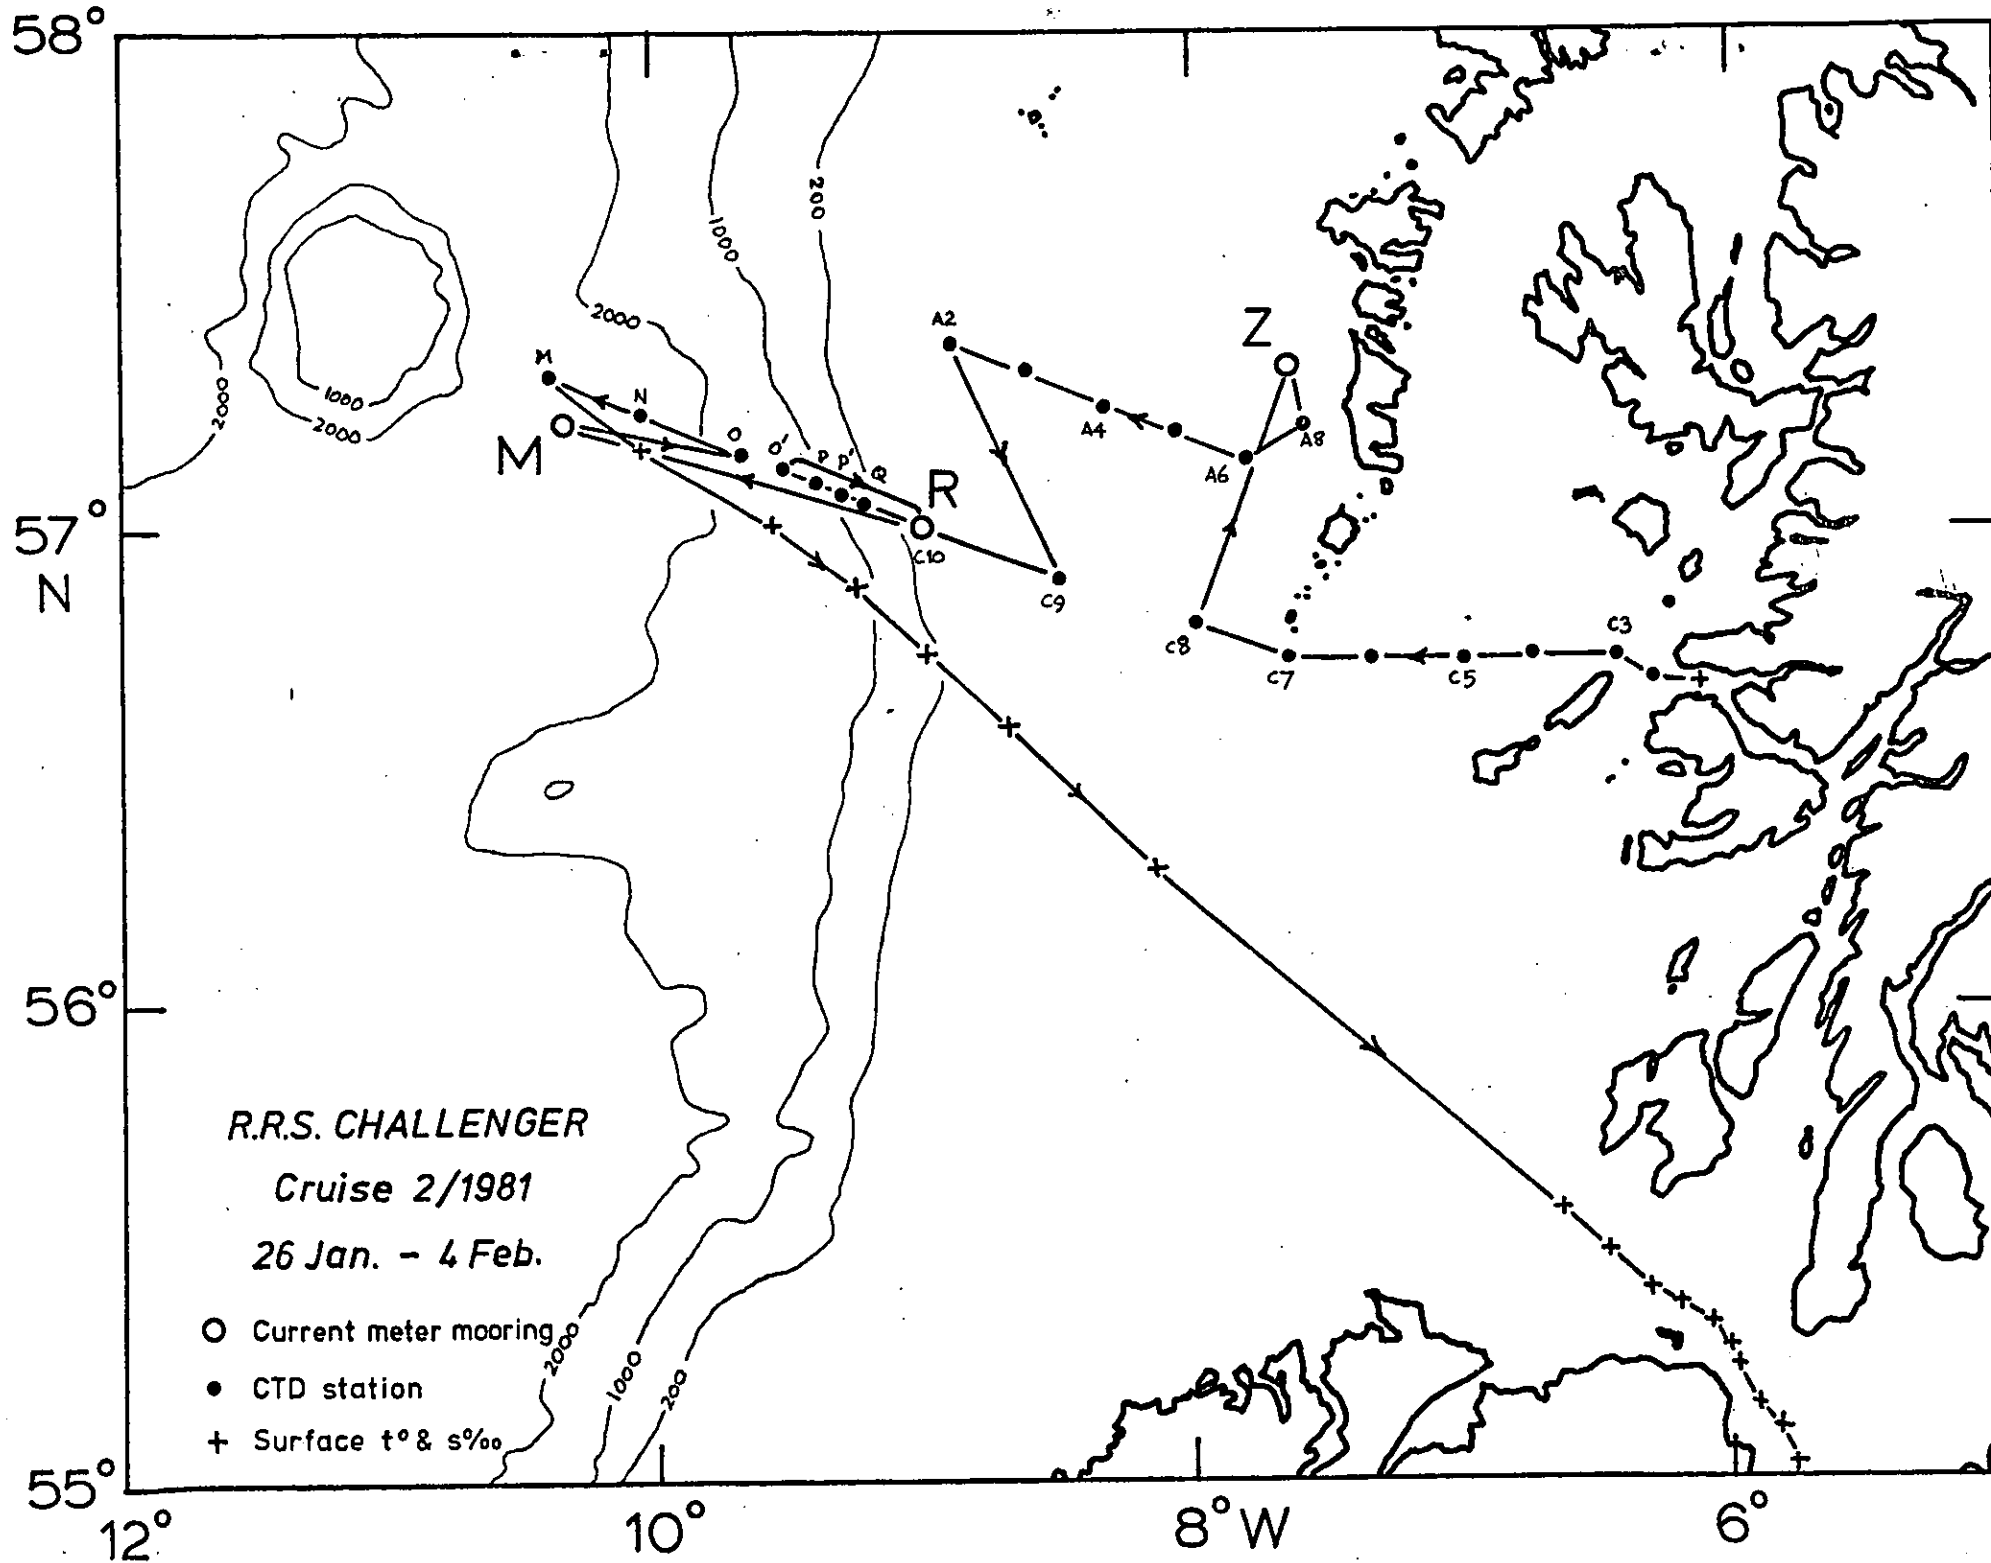 58°
200
1000
2000
A2
Z
M
N
1000
2000
2000
O
O'
P
P'
Q
A4
A8
A6
M
R
57°
N
C10
C9
C8
C7
C5
C3
56°
R.R.S. CHALLENGER
Cruise 2/1981
26 Jan. - 4 Feb.
Current meter mooring
CTD station
Surface t° & s‰
2000
1000
200
55°
12°
10°
8° W
6°